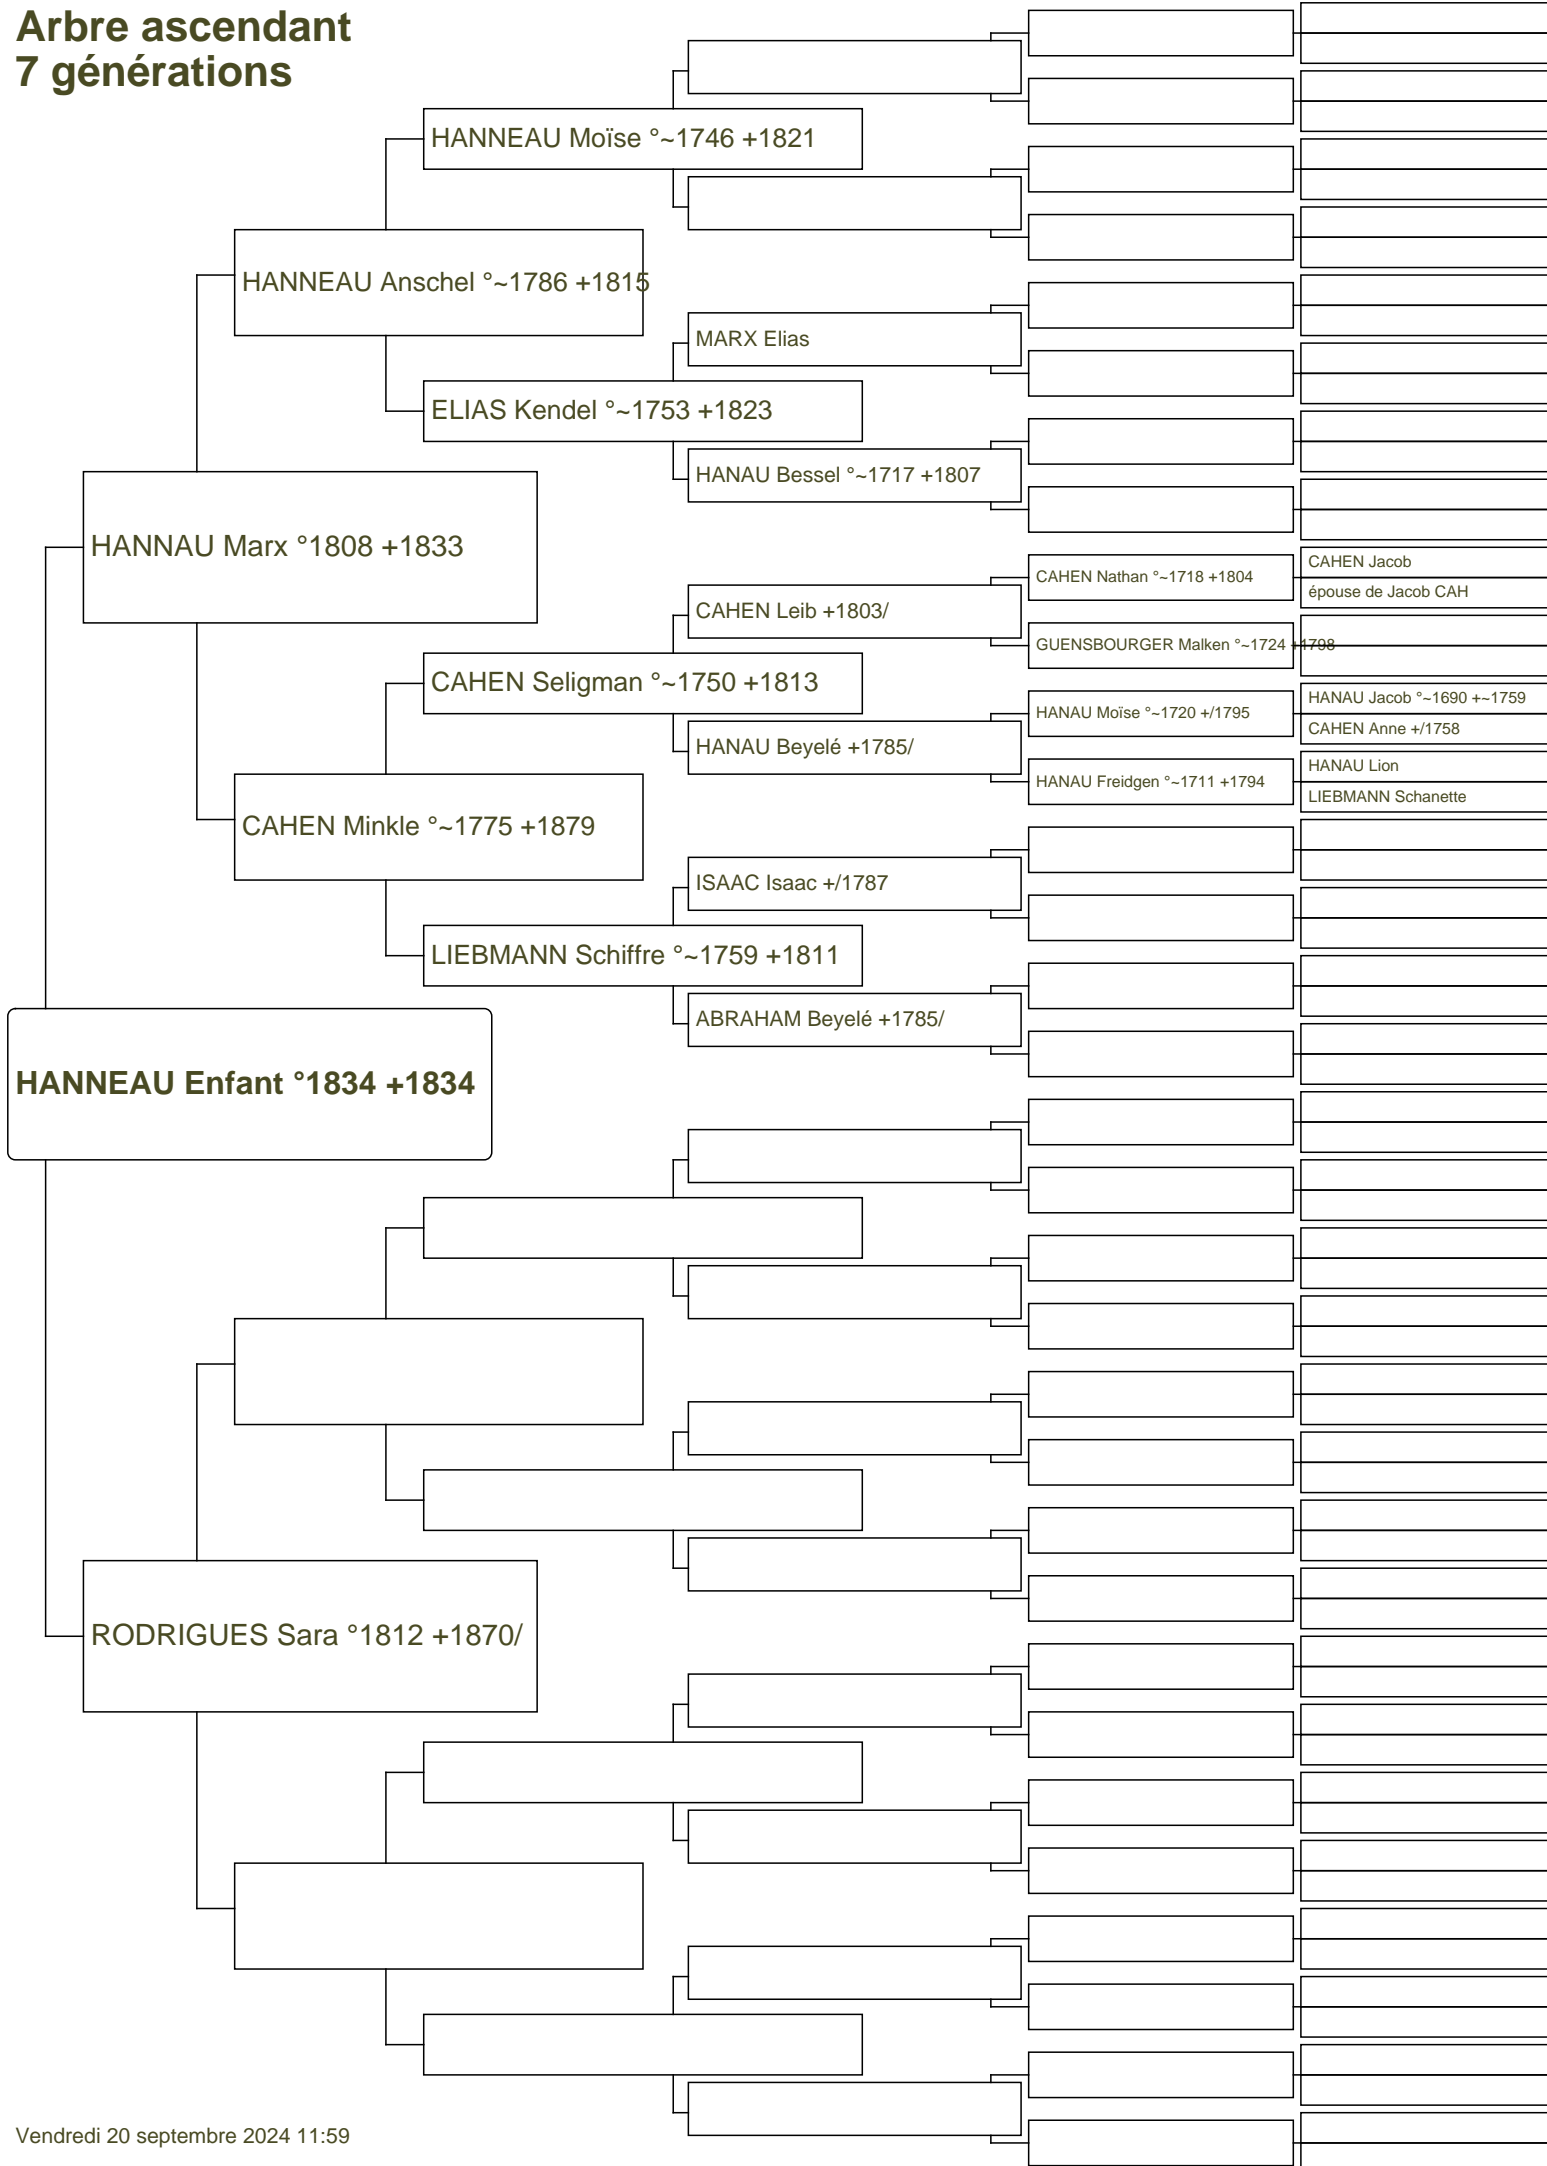 Arbre ascendant
7 générations
HANNEAU Moïse °~1746 +1821
HANNEAU Anschel °~1786 +1815
MARX Elias
ELIAS Kendel °~1753 +1823
HANAU Bessel °~1717 +1807
HANNAU Marx °1808 +1833
CAHEN Jacob
CAHEN Nathan °~1718 +1804
épouse de Jacob CAH
CAHEN Leib +1803/
GUENSBOURGER Malken °~1724 +1798
CAHEN Seligman °~1750 +1813
HANAU Jacob °~1690 +~1759
HANAU Moïse °~1720 +/1795
CAHEN Anne +/1758
HANAU Beyelé +1785/
HANAU Lion
HANAU Freidgen °~1711 +1794
LIEBMANN Schanette
CAHEN Minkle °~1775 +1879
ISAAC Isaac +/1787
LIEBMANN Schiffre °~1759 +1811
ABRAHAM Beyelé +1785/
HANNEAU Enfant °1834 +1834
RODRIGUES Sara °1812 +1870/
Vendredi 20 septembre 2024 11:59